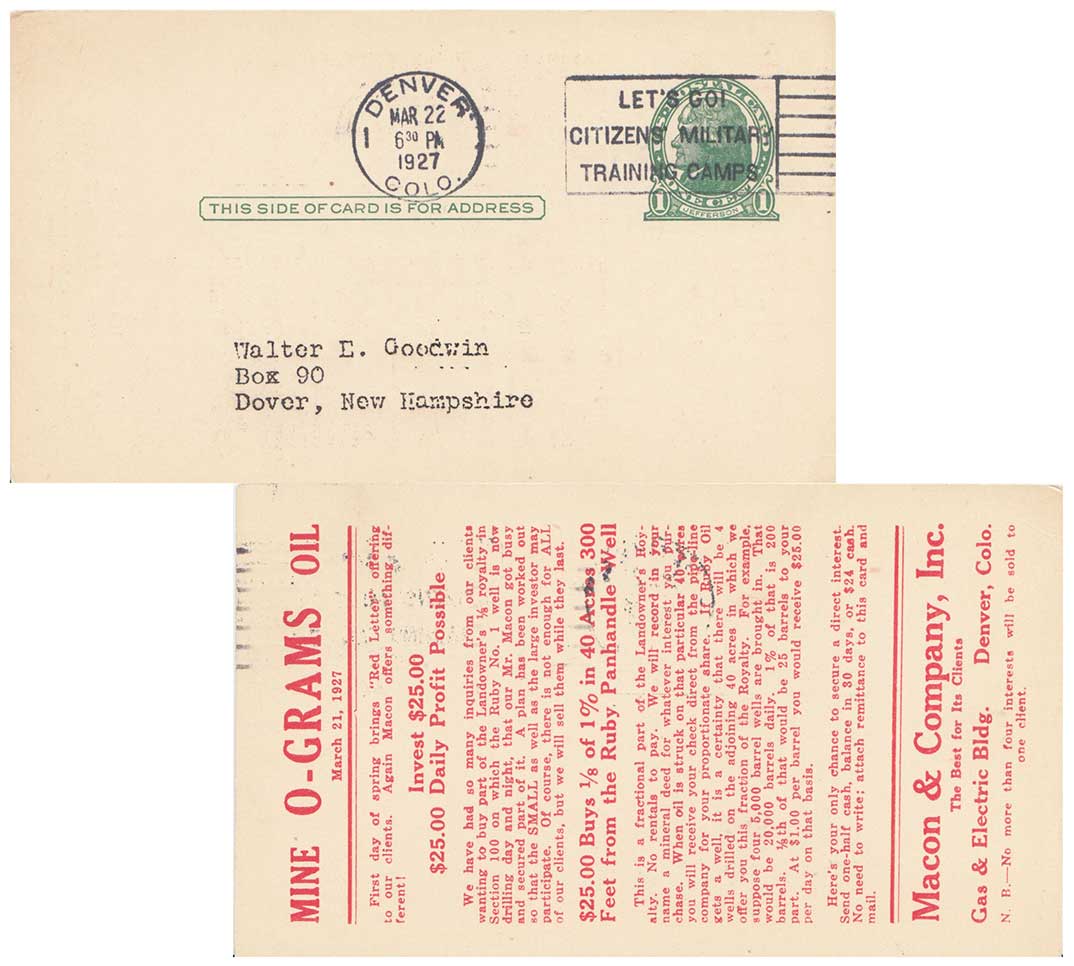 DENVER
MAR 22
6 30 PM
1927
COLO.
1
LET'S GO!
CITIZENS' MILITARY
TRAINING CAMPS
THIS SIDE OF CARD IS FOR ADDRESS
1 JEFFERSON 1
Walter E. Goodwin
Box 90
Dover, New Hampshire
MINE O-GRAMS OIL
March 21, 1927
First day of spring brings "Red Letter" offering
to our clients. Again Macon offers something dif-
ferent!
Invest $25.00
$25.00 Daily Profit Possible
We have had so many inquiries from our clients
wanting to buy part of the Landowner's ⅛ royalty in
Section 100 on which the Ruby No. 1 well is now
drilling day and night, that our Mr. Macon got busy
and secured part of it. A plan has been worked out
so that the SMALL as well as the large investor may
participate. Of course, there is not enough for ALL
of our clients, but we will sell them while they last.
$25.00 Buys ⅛ of 1% in 40 Acres 300
Feet from the Ruby, Panhandle Well
This is a fractional part of the Landowner's Roy-
alty. No rentals to pay. We will record in your
name a mineral deed for whatever interest you pur-
chase. When oil is struck on that particular 40 acres
you will receive your check direct from the pipe line
company for your proportionate share. If Ruby Oil
gets a well, it is a certainty that there will be 4
wells drilled on the adjoining 40 acres in which we
offer you this fraction of the Royalty. For example,
suppose four 5,000 barrel wells are brought in. That
would be 20,000 barrels daily. 1% of that is 200
barrels. ⅛th of that would be 25 barrels to your
part. At $1.00 per barrel you would receive $25.00
per day on that basis.
Here's your only chance to secure a direct interest.
Send one-half cash, balance in 30 days, or $24 cash.
No need to write; attach remittance to this card and
mail.
Macon & Company, Inc.
The Best for Its Clients
Gas & Electric Bldg. Denver, Colo.
N. B.—No more than four interests will be sold to
one client.